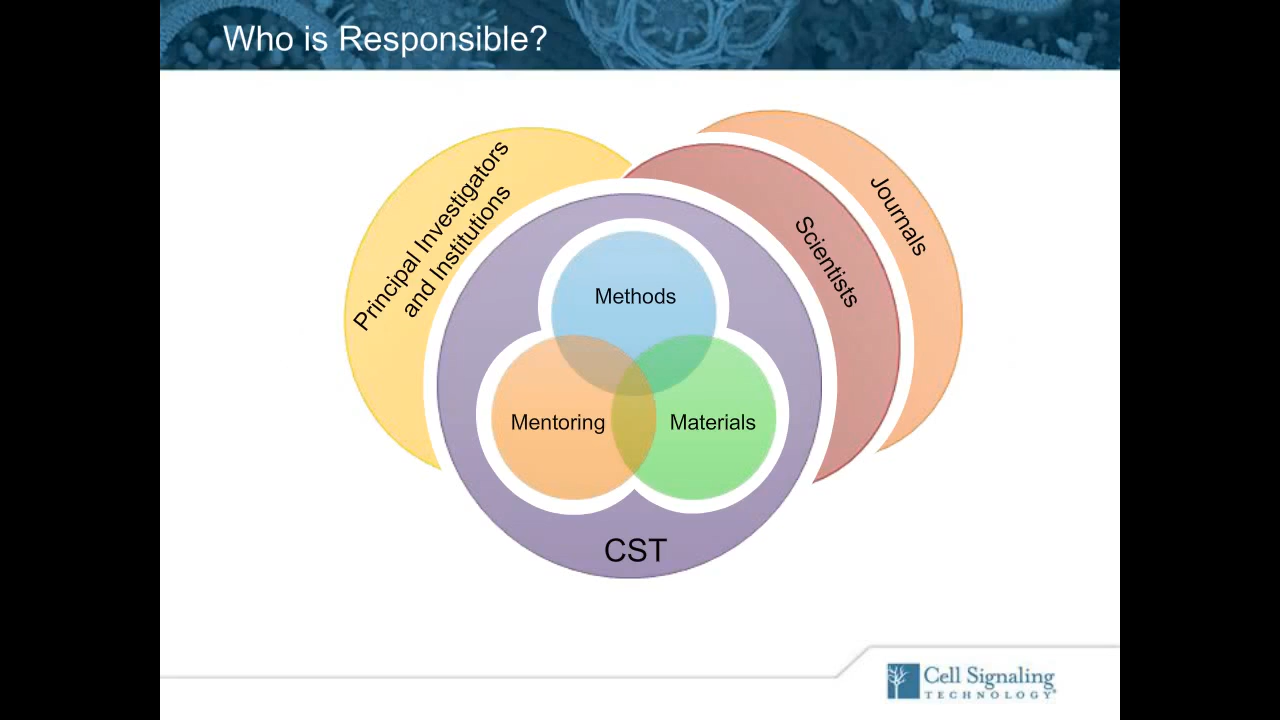 Who is Responsible?
Principal Investigators
and Institutions
Journals
Scientists
Methods
Mentoring
Materials
CST
Cell Signaling
TECHNOLOGY®